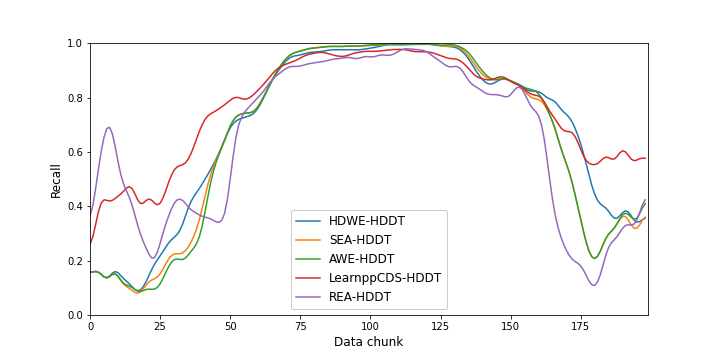 1.0
0.8
0.6
0.4
0.2
0.0
Recall
HDWE-HDDT
SEA-HDDT
AWE-HDDT
LearnppCDS-HDDT
REA-HDDT
0 25 50 75 100 125 150 175
Data chunk